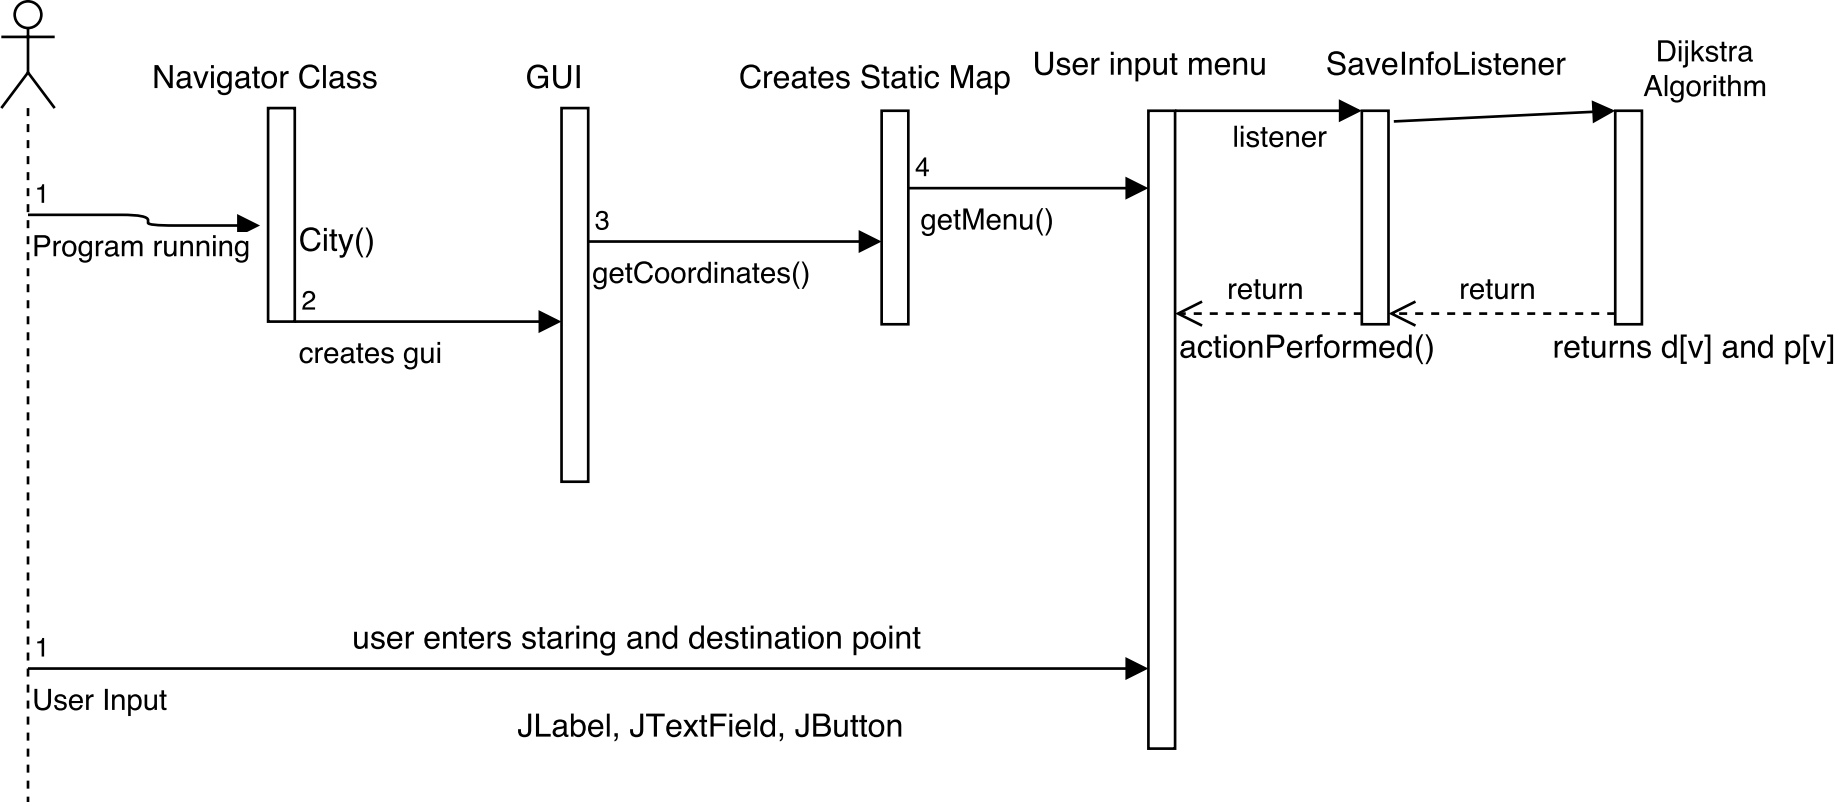 Navigator Class
GUI
Creates Static Map
User input menu
SaveInfoListener
Dijkstra
Algorithm
listener
4
getMenu()
1
Program running
City()
3
getCoordinates()
2
creates gui
return
return
actionPerformed()
returns d[v] and p[v]
1
user enters staring and destination point
User Input
JLabel, JTextField, JButton